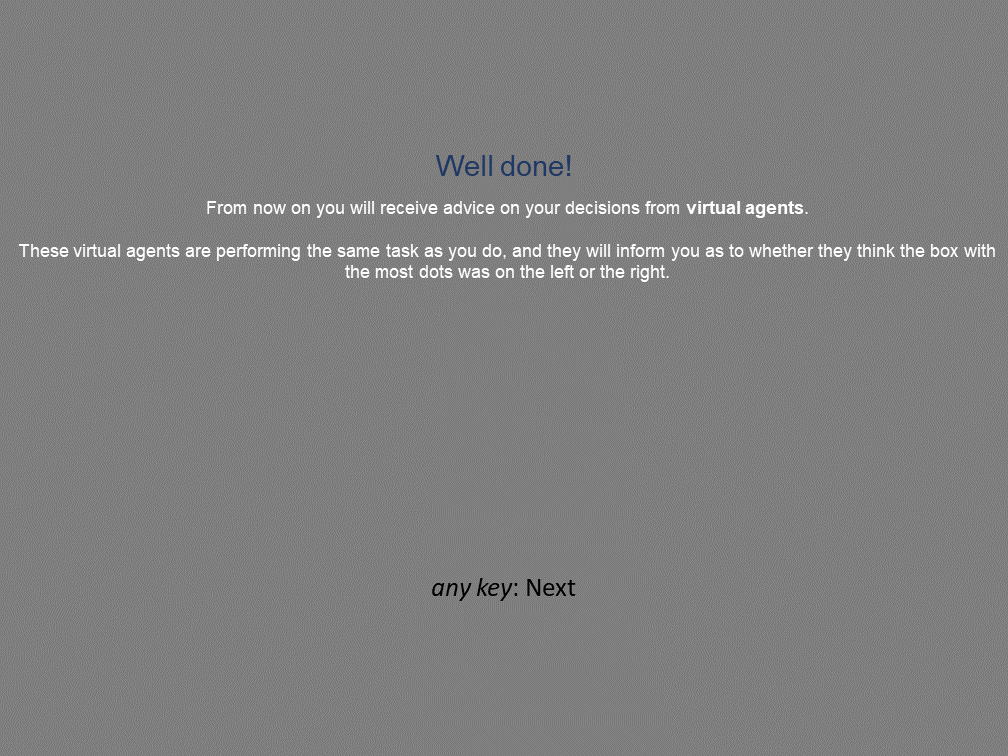 Well done!
From now on you will receive advice on your decisions from virtual agents.
These virtual agents are performing the same task as you do, and they will inform you as to whether they think the box with
the most dots was on the left or the right.
any key: Next